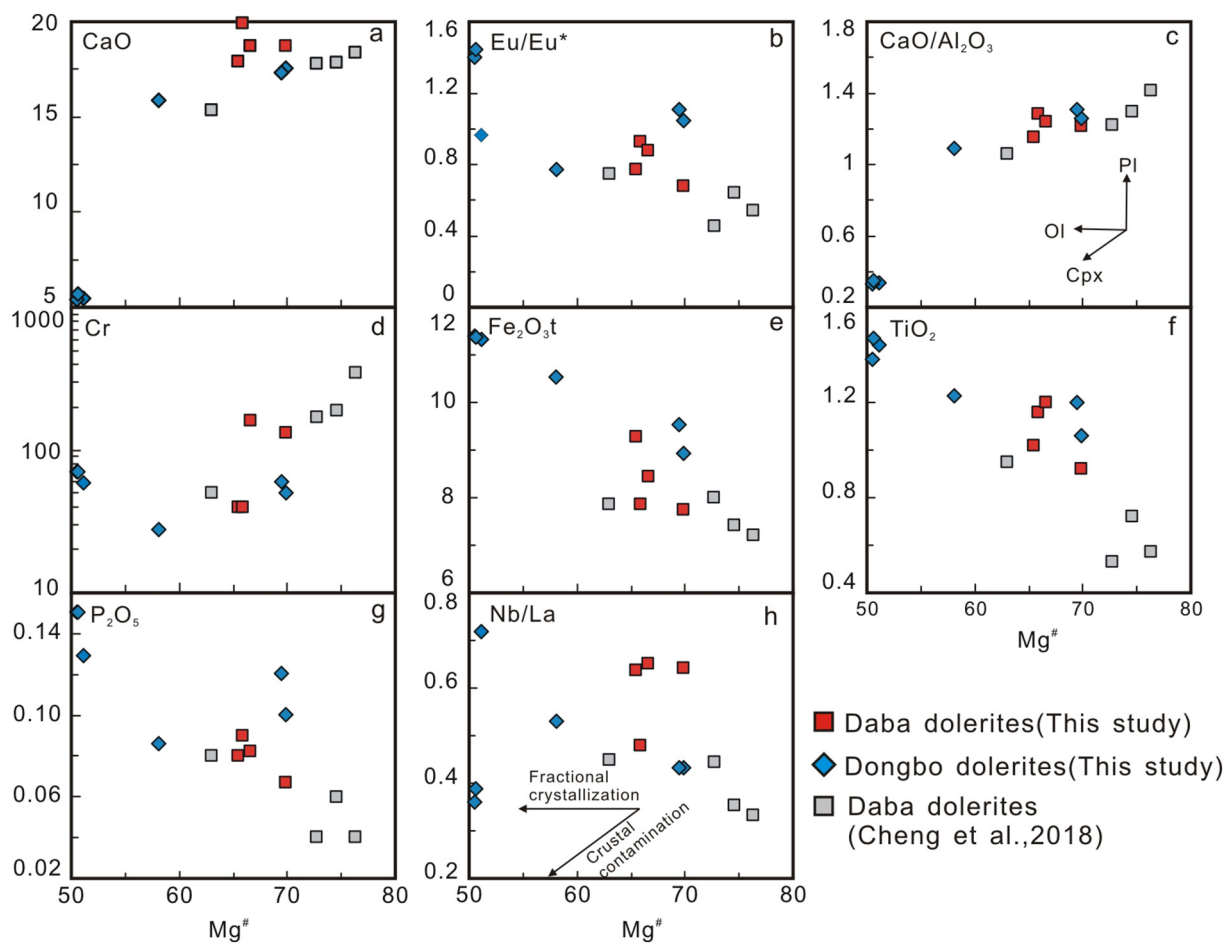 20
15
10
5
CaO
a
1.6
1.2
0.8
0.4
0
Eu/Eu*
b
1.8
1.4
1
0.6
0.2
CaO/Al₂O₃
c
Pl
Ol
Cpx
1000
100
10
Cr
d
12
10
8
6
Fe₂O₃t
e
1.6
1.2
0.8
0.4
TiO₂
f
50
60
70
80
Mg#
0.14
0.10
0.06
0.02
P₂O₅
g
50
60
70
80
Mg#
0.8
0.6
0.4
0.2
Nb/La
h
Fractional
crystallization
Crustal
contamination
50
60
70
80
Mg#
Daba dolerites(This study)
Dongbo dolerites(This study)
Daba dolerites
(Cheng et al.,2018)